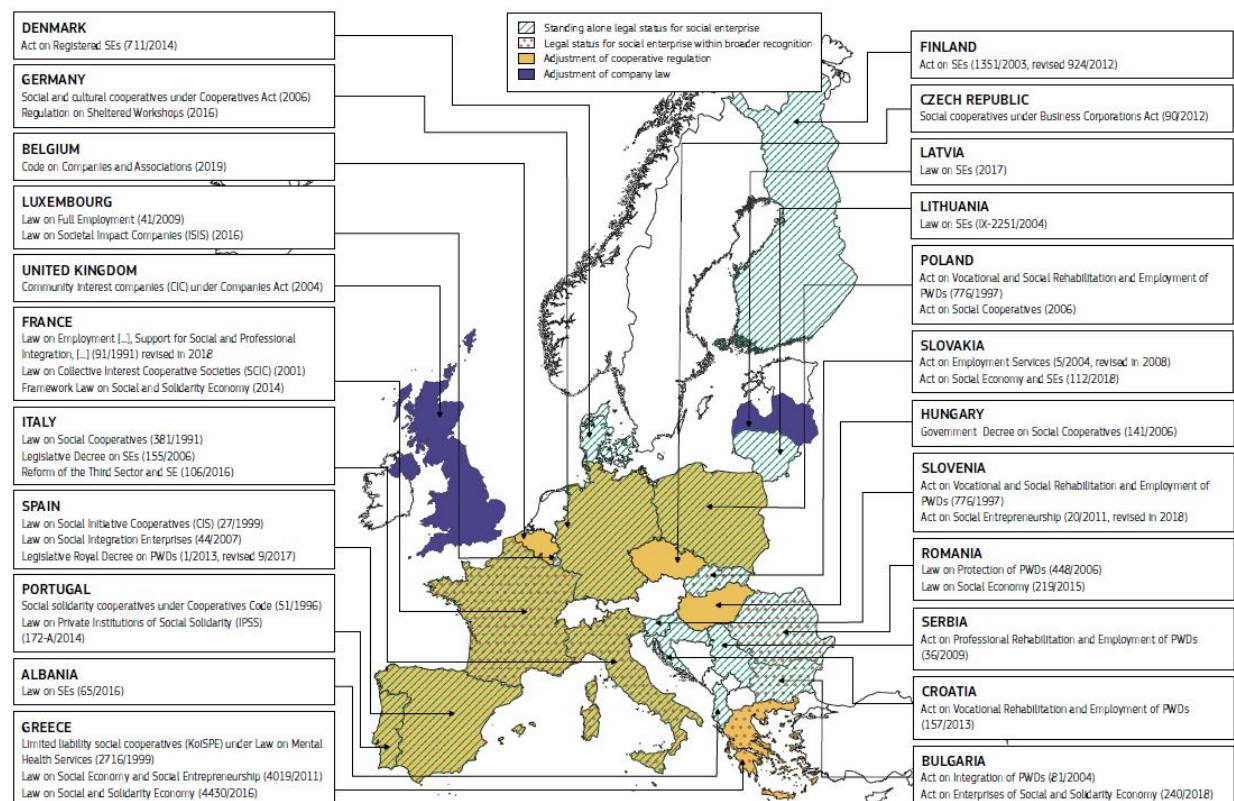 DENMARK
Act on Registered SEs (711/2014)
GERMANY
Social and cultural cooperatives under Cooperatives Act (2006)
Regulation on Sheltered Workshops (2016)
BELGIUM
Code on Companies and Associations (2019)
LUXEMBOURG
Law on Full Employment (41/2009)
Law on Societal Impact Companies (ISIS) (2016)
UNITED KINGDOM
Community interest companies (CIC) under Companies Act (2004)
FRANCE
Law on Employment [...], Support for Social and Professional
Integration, [...] (91/1991) revised in 2018
Law on Collective Interest Cooperative Societies (SCIC) (2001)
Framework Law on Social and Solidarity Economy (2014)
ITALY
Law on Social Cooperatives (381/1991)
Legislative Decree on SEs (155/2006)
Reform of the Third Sector and SE (106/2016)
SPAIN
Law on Social Initiative Cooperatives (CIS) (27/1999)
Law on Social Integration Enterprises (44/2007)
Legislative Royal Decree on PWDs (1/2013, revised 9/2017)
PORTUGAL
Social solidarity cooperatives under Cooperatives Code (51/1996)
Law on Private Institutions of Social Solidarity (IPSS)
(172-A/2014)
ALBANIA
Law on SEs (65/2016)
GREECE
Limited liability social cooperatives (KoiSPE) under Law on Mental
Health Services (2716/1999)
Law on Social Economy and Social Entrepreneurship (4019/2011)
Law on Social and Solidarity Economy (4430/2016)
Standing alone legal status for social enterprise
Legal status for social enterprise within broader recognition
Adjustment of cooperative regulation
Adjustment of company law
FINLAND
Act on SEs (1351/2003, revised 924/2012)
CZECH REPUBLIC
Social cooperatives under Business Corporations Act (90/2012)
LATVIA
Law on SEs (2017)
LITHUANIA
Law on SEs (IX-2251/2004)
POLAND
Act on Vocational and Social Rehabilitation and Employment of
PWDs (776/1997)
Act on Social Cooperatives (2006)
SLOVAKIA
Act on Employment Services (5/2004, revised in 2008)
Act on Social Economy and SEs (112/2018)
HUNGARY
Government Decree on Social Cooperatives (141/2006)
SLOVENIA
Act on Vocational and Social Rehabilitation and Employment of
PWDs (776/1997)
Act on Social Entrepreneurship (20/2011, revised in 2018)
ROMANIA
Law on Protection of PWDs (448/2006)
Law on Social Economy (219/2015)
SERBIA
Act on Professional Rehabilitation and Employment of PWDs
(36/2009)
CROATIA
Act on Vocational Rehabilitation and Employment of PWDs
(157/2013)
BULGARIA
Act on Integration of PWDs (81/2004)
Act on Enterprises of Social and Solidarity Economy (240/2018)